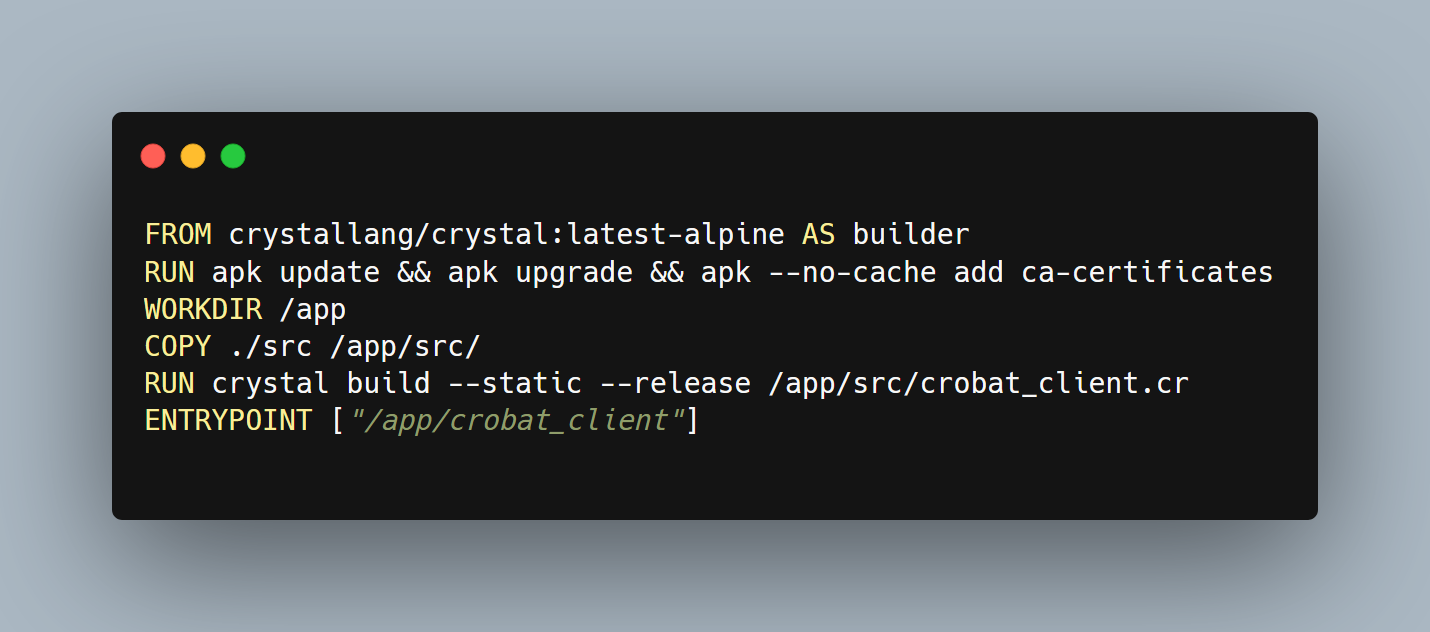 FROM crystallang/crystal:latest-alpine AS builder
RUN apk update && apk upgrade && apk --no-cache add ca-certificates
WORKDIR /app
COPY ./src /app/src/
RUN crystal build --static --release /app/src/crobat_client.cr
ENTRYPOINT ["/app/crobat_client"]